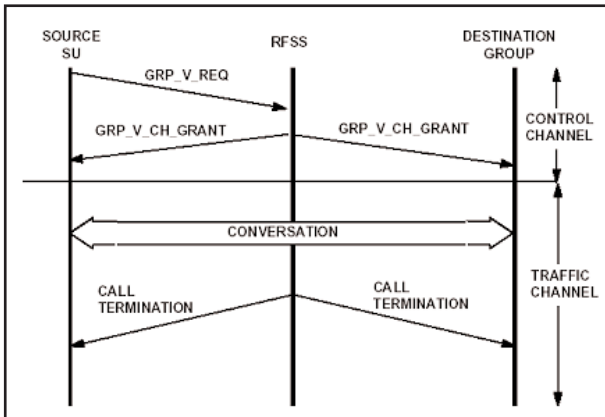 SOURCE
SU
RFSS
DESTINATION
GROUP
GRP_V_REQ
GRP_V_CH_GRANT
GRP_V_CH_GRANT
CONTROL
CHANNEL
CONVERSATION
CALL
TERMINATION
CALL
TERMINATION
TRAFFIC
CHANNEL